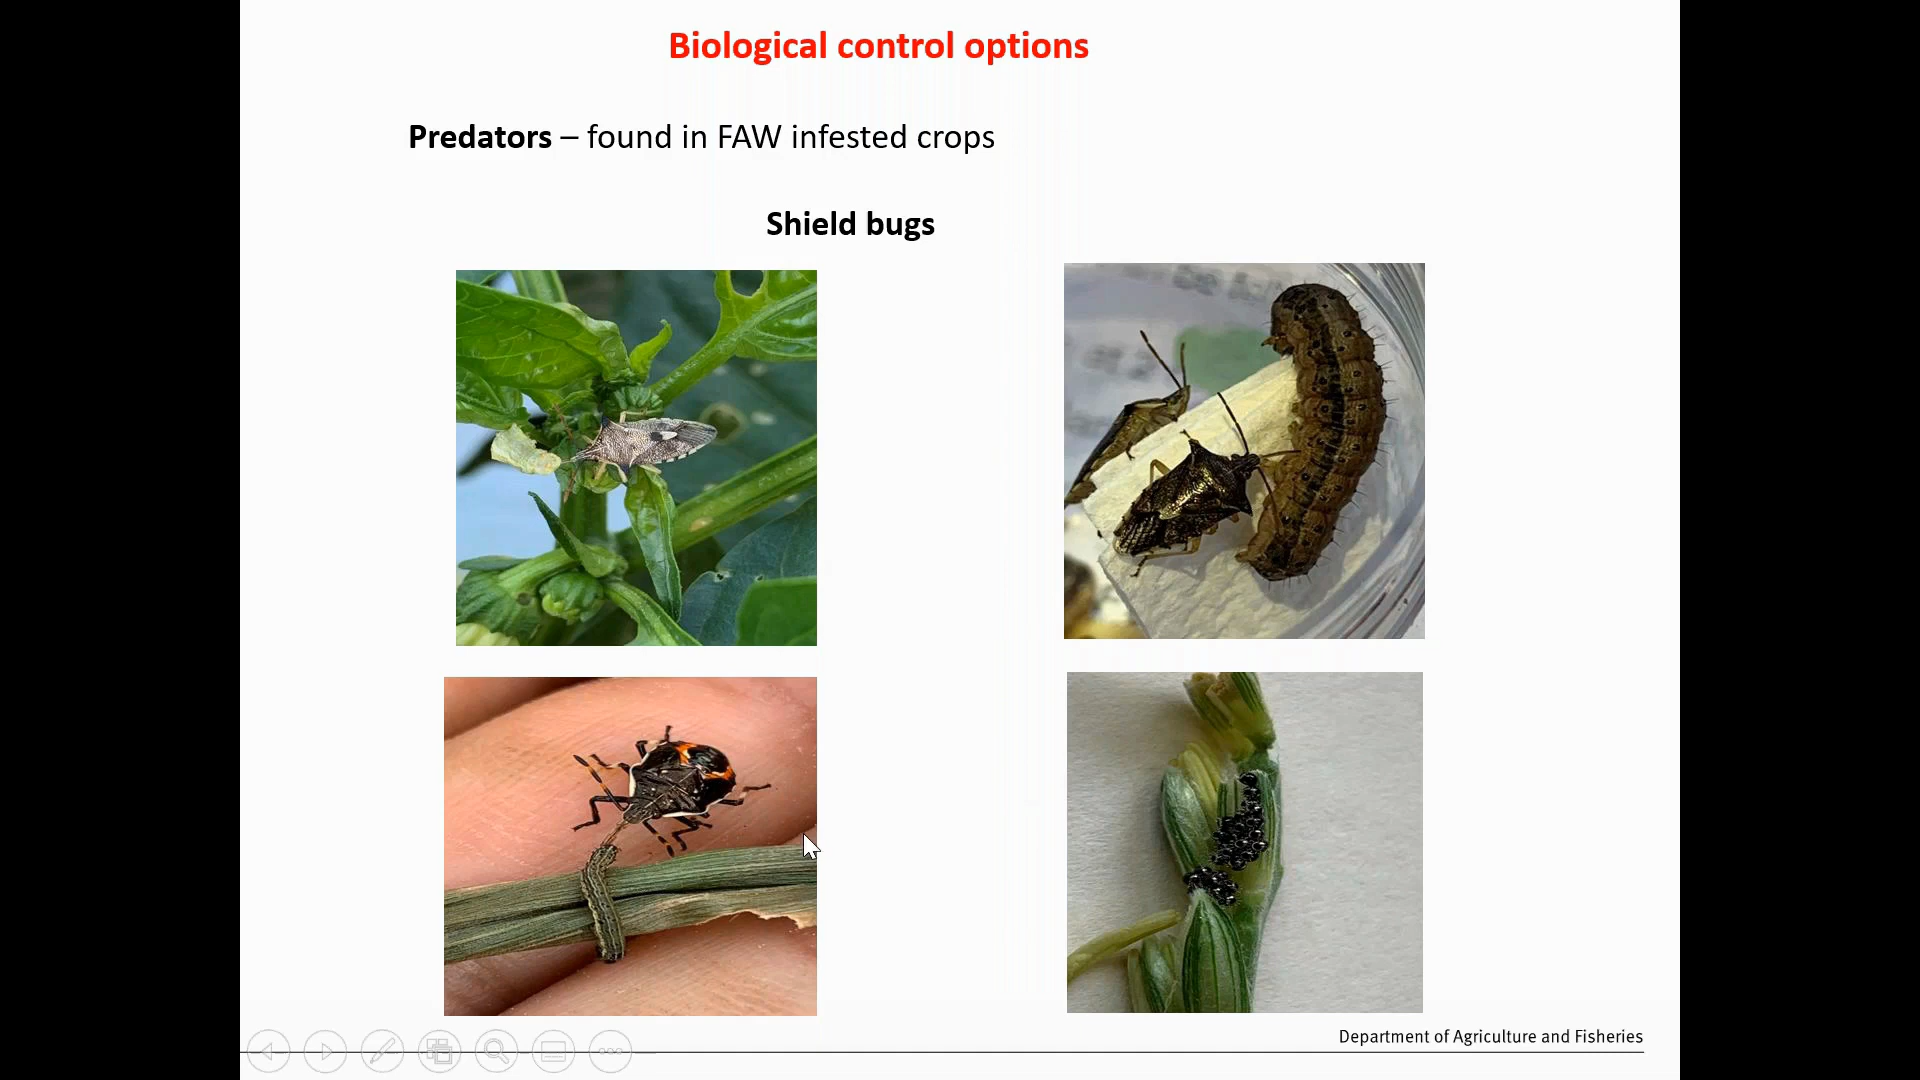 Biological control options
Predators – found in FAW infested crops
Shield bugs
Department of Agriculture and Fisheries